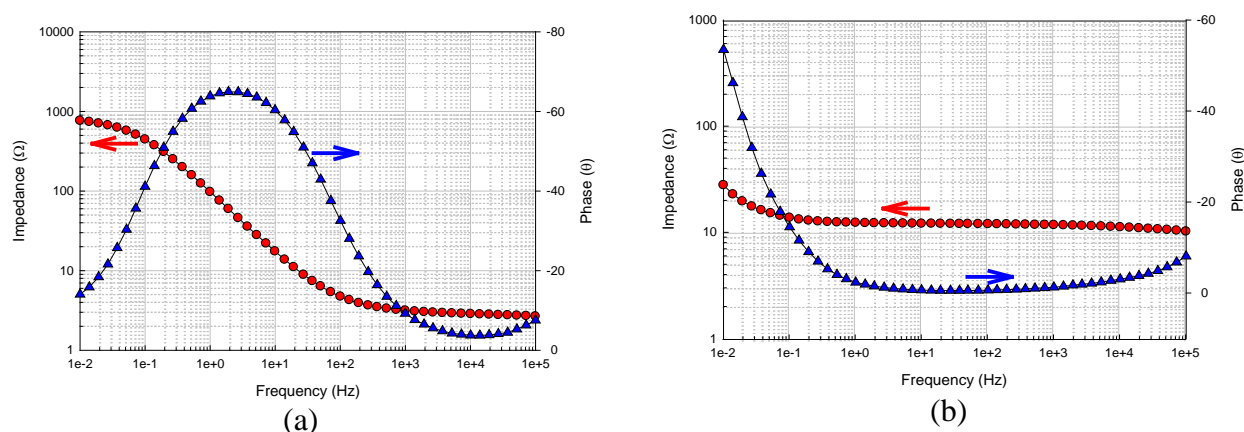 10000
1000
100
10
1
Impedance (Ω)
-80
-60
-40
-20
0
Phase (θ)
1e-2 1e-1 1e+0 1e+1 1e+2 1e+3 1e+4 1e+5
Frequency (Hz)
(a)
1000
100
10
1
Impedance (Ω)
-60
-40
-20
0
Phase (θ)
1e-2 1e-1 1e+0 1e+1 1e+2 1e+3 1e+4 1e+5
Frequency (Hz)
(b)